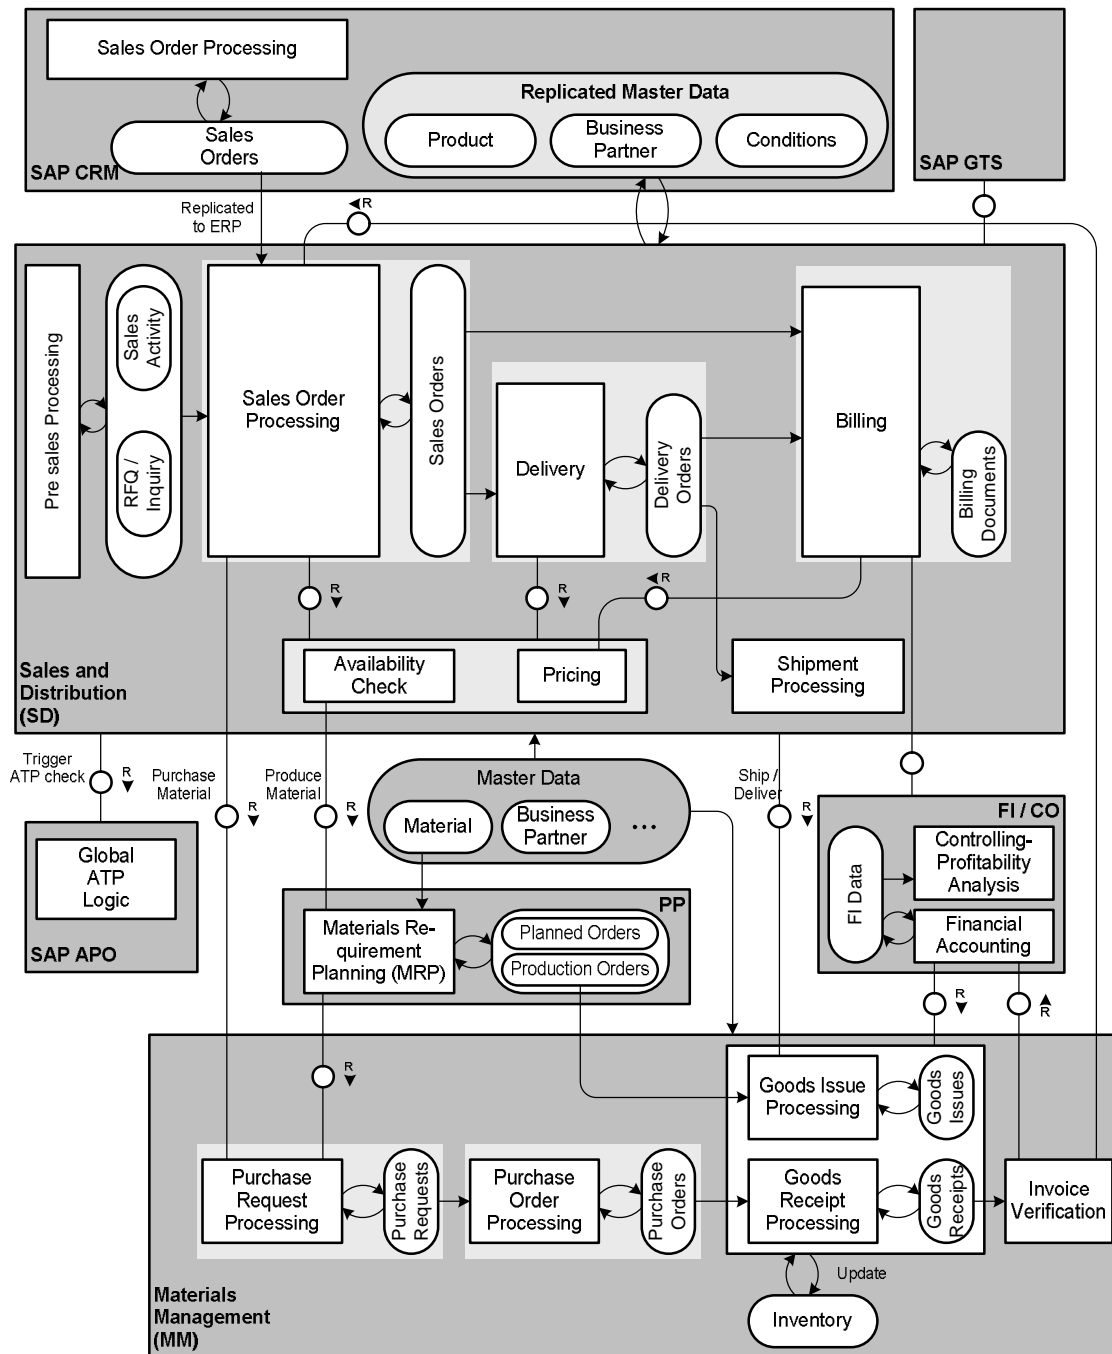 Sales Order Processing
Sales
Orders
SAP CRM
Replicated Master Data
Product
Business
Partner
Conditions
SAP GTS
Replicated
to ERP
R
Pre sales Processing
Sales
Activity
RFQ /
Inquiry
Sales Order
Processing
Sales Orders
Delivery
Delivery
Orders
Billing
Billing
Documents
R
R
R
Availability
Check
Pricing
Shipment
Processing
Sales and
Distribution
(SD)
Trigger
ATP check
R
Purchase
Material
R
Produce
Material
R
Master Data
Material
Business
Partner
...
Ship /
Deliver
R
Global
ATP
Logic
SAP APO
FI / CO
FI Data
Controlling-
Profitability
Analysis
Financial
Accounting
PP
Materials Re-
quirement
Planning (MRP)
Planned Orders
Production Orders
R
R
R
Goods Issue
Processing
Goods
Issues
Purchase
Request
Processing
Purchase
Requests
Purchase
Order
Processing
Purchase
Orders
Goods
Receipt
Processing
Goods
Receipts
Invoice
Verification
Update
Inventory
Materials
Management
(MM)